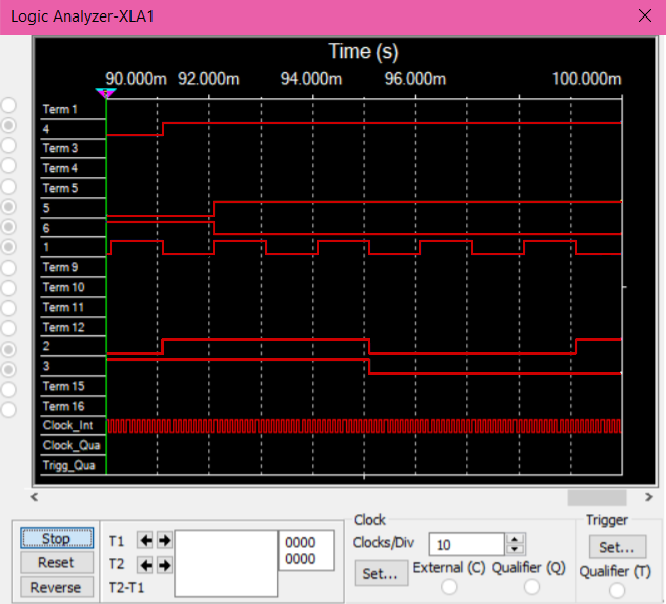 Logic Analyzer-XLA1
Time (s)
90.000m 92.000m 94.000m 96.000m 100.000m
Term 1
4
Term 3
Term 4
Term 5
5
6
1
Term 9
Term 10
Term 11
Term 12
2
3
Term 15
Term 16
Clock_Int
Clock_Qua
Trigg_Qua
Stop
Reset
Reverse
T1
T2
T2-T1
0000
0000
Clock
Clocks/Div 10
Set... External (C) Qualifier (Q)
Trigger
Set...
Qualifier (T)